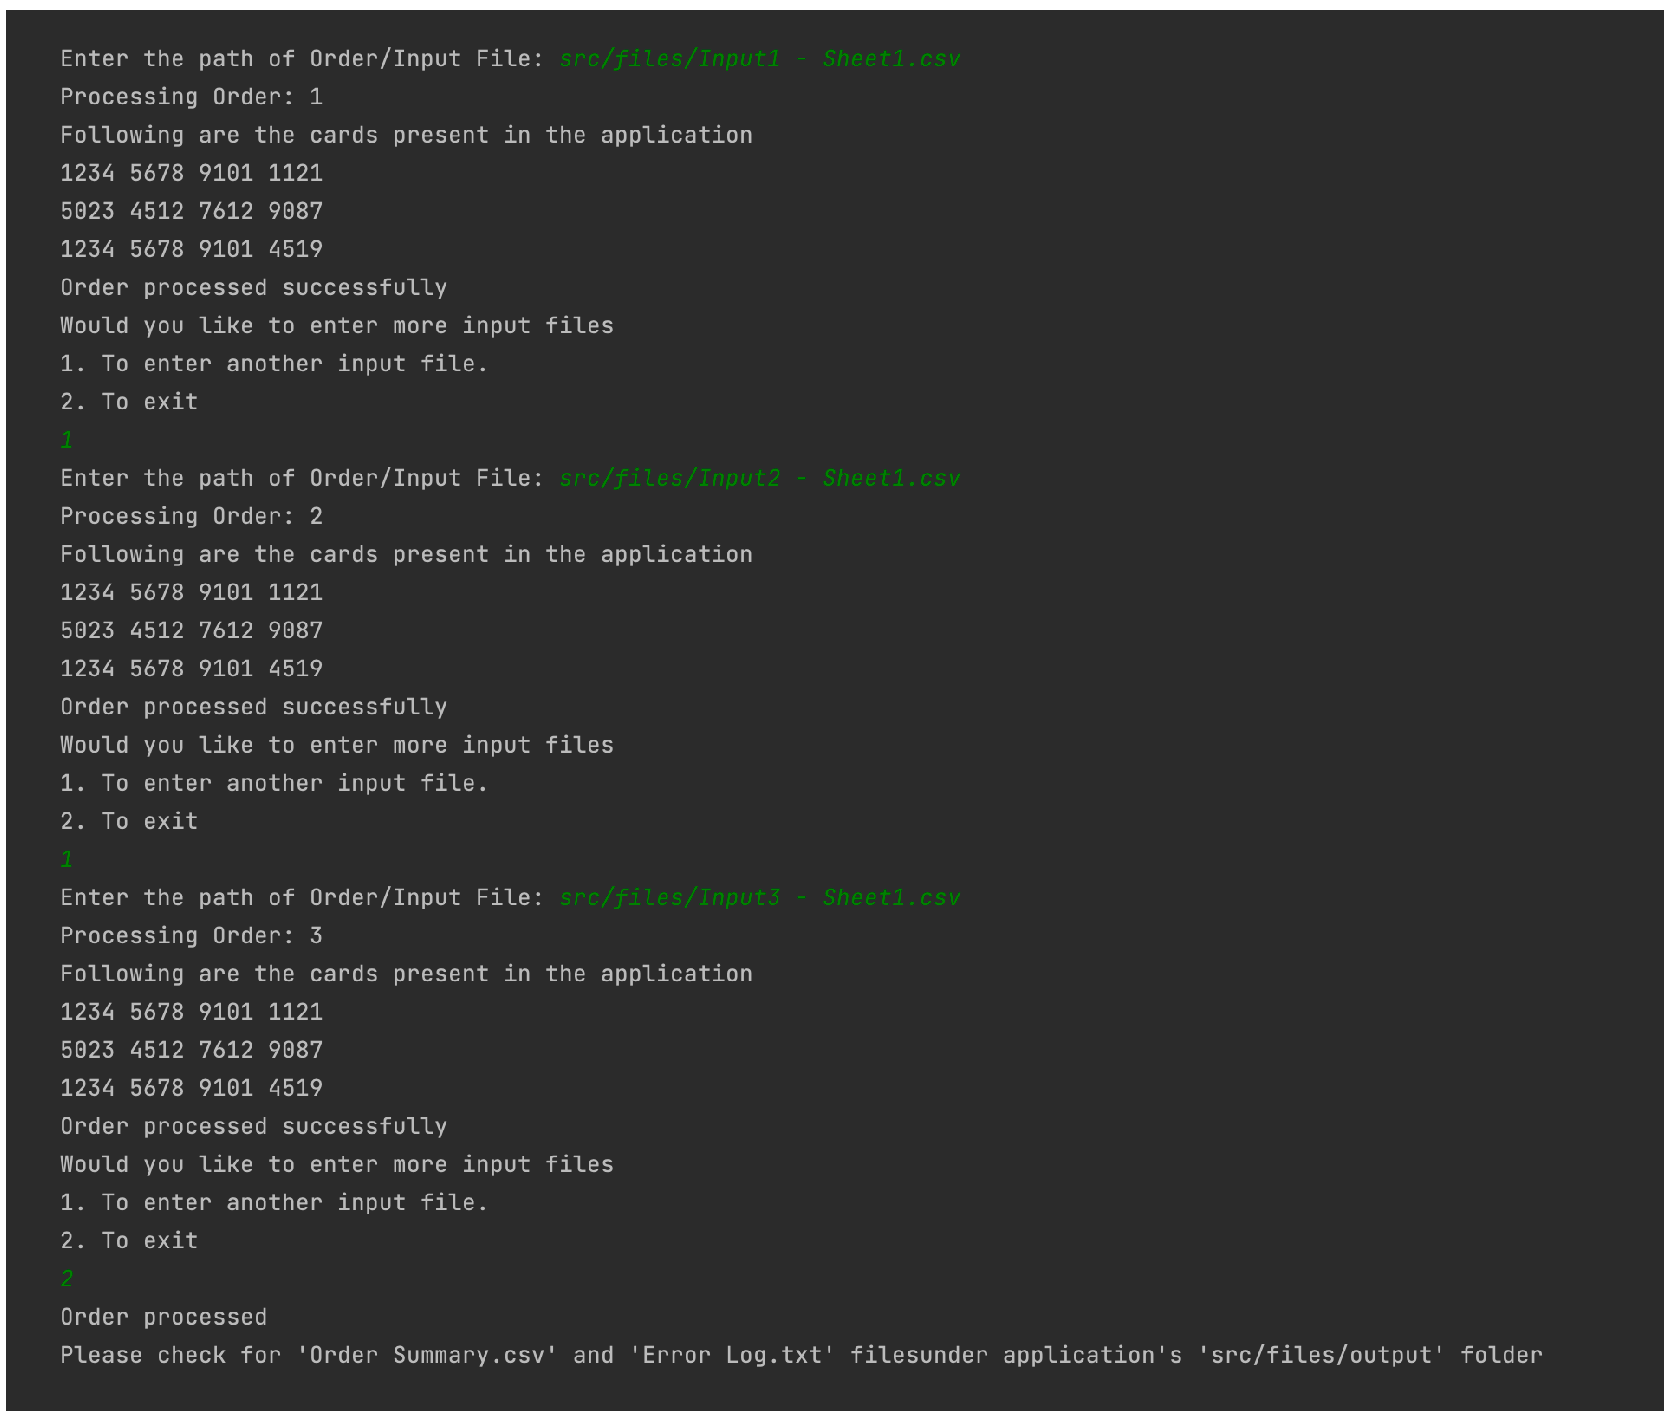 Enter the path of Order/Input File: src/files/Input1 - Sheet1.csv
Processing Order: 1
Following are the cards present in the application
1234 5678 9101 1121
5023 4512 7612 9087
1234 5678 9101 4519
Order processed successfully
Would you like to enter more input files
1. To enter another input file.
2. To exit
1
Enter the path of Order/Input File: src/files/Input2 - Sheet1.csv
Processing Order: 2
Following are the cards present in the application
1234 5678 9101 1121
5023 4512 7612 9087
1234 5678 9101 4519
Order processed successfully
Would you like to enter more input files
1. To enter another input file.
2. To exit
1
Enter the path of Order/Input File: src/files/Input3 - Sheet1.csv
Processing Order: 3
Following are the cards present in the application
1234 5678 9101 1121
5023 4512 7612 9087
1234 5678 9101 4519
Order processed successfully
Would you like to enter more input files
1. To enter another input file.
2. To exit
2
Order processed
Please check for 'Order Summary.csv' and 'Error Log.txt' filesunder application's 'src/files/output' folder